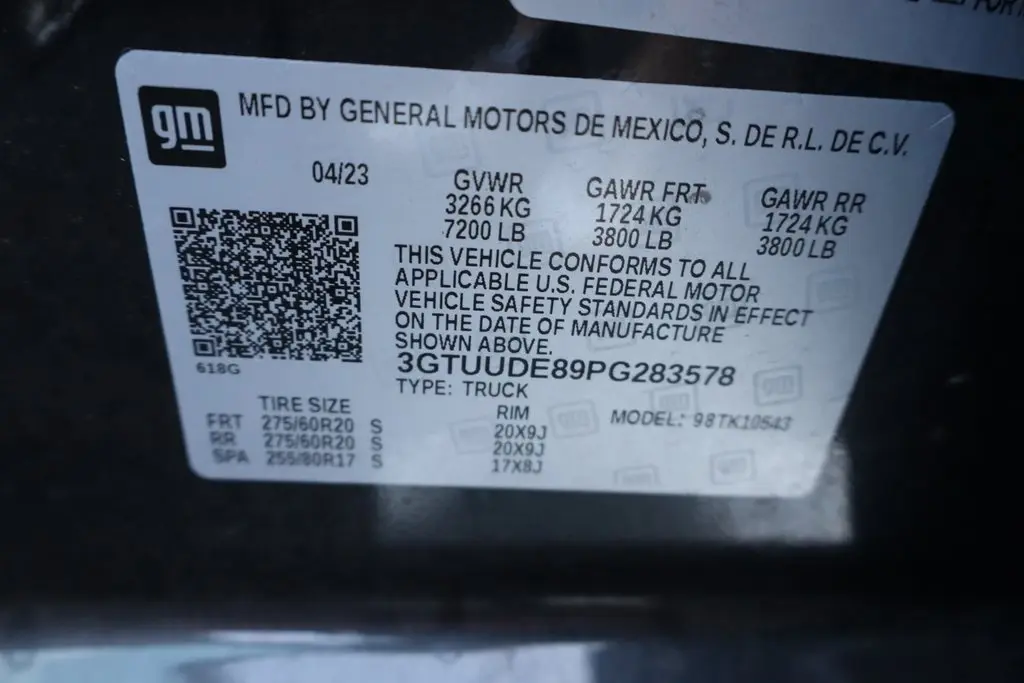 gm
MFD BY GENERAL MOTORS DE MEXICO, S. DE R.L. DE C.V.
04/23
GVWR GAWR FRT GAWR RR
3266 KG 1724 KG 1724 KG
7200 LB 3800 LB 3800 LB
THIS VEHICLE CONFORMS TO ALL
APPLICABLE U.S. FEDERAL MOTOR
VEHICLE SAFETY STANDARDS IN EFFECT
ON THE DATE OF MANUFACTURE
SHOWN ABOVE.
3GTUUDE89PG283578
618G
TYPE: TRUCK
TIRE SIZE RIM MODEL: 98TK10543
FRT 275/60R20 S 20X9J
RR 275/60R20 S 20X9J
SPA 255/80R17 S 17X8J